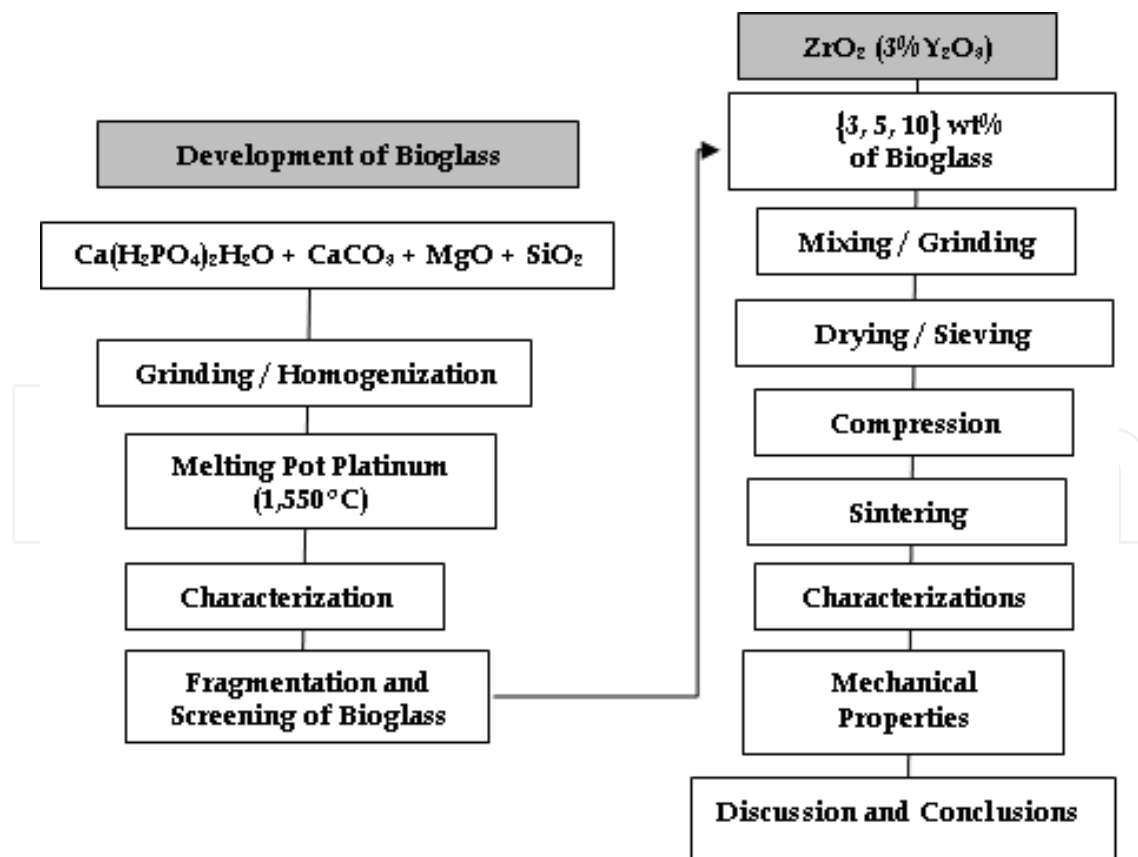 Development of Bioglass
Ca(H₂PO₄)₂H₂O + CaCO₃ + MgO + SiO₂
Grinding / Homogenization
Melting Pot Platinum
(1,550°C)
Characterization
Fragmentation and
Screening of Bioglass
ZrO₂ (3%Y₂O₃)
{3, 5, 10} wt%
of Bioglass
Mixing / Grinding
Drying / Sieving
Compression
Sintering
Characterizations
Mechanical
Properties
Discussion and Conclusions